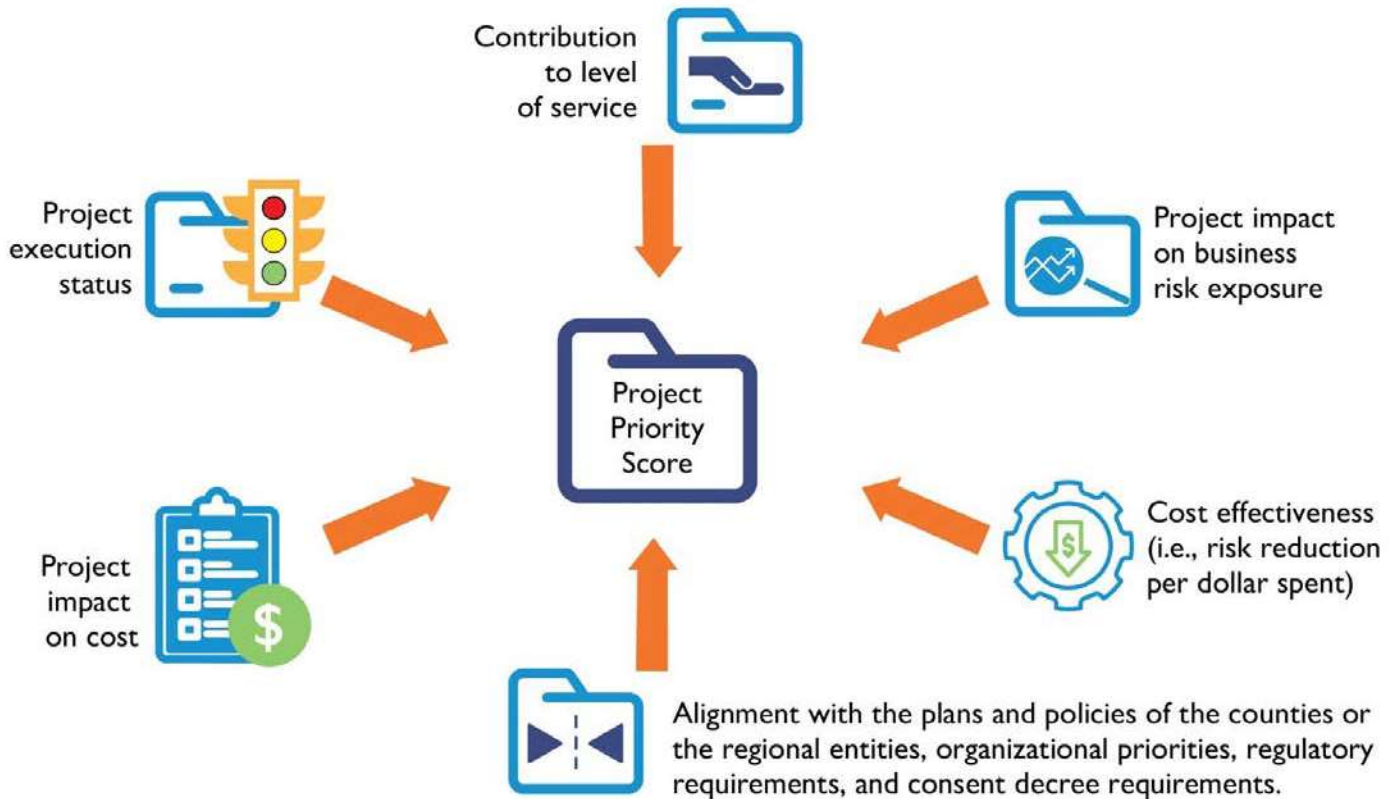 Contribution
to level
of service
Project
execution
status
Project impact
on business
risk exposure
Project
Priority
Score
Project
impact
on cost
$
$
Cost effectiveness
(i.e., risk reduction
per dollar spent)
Alignment with the plans and policies of the counties or
the regional entities, organizational priorities, regulatory
requirements, and consent decree requirements.